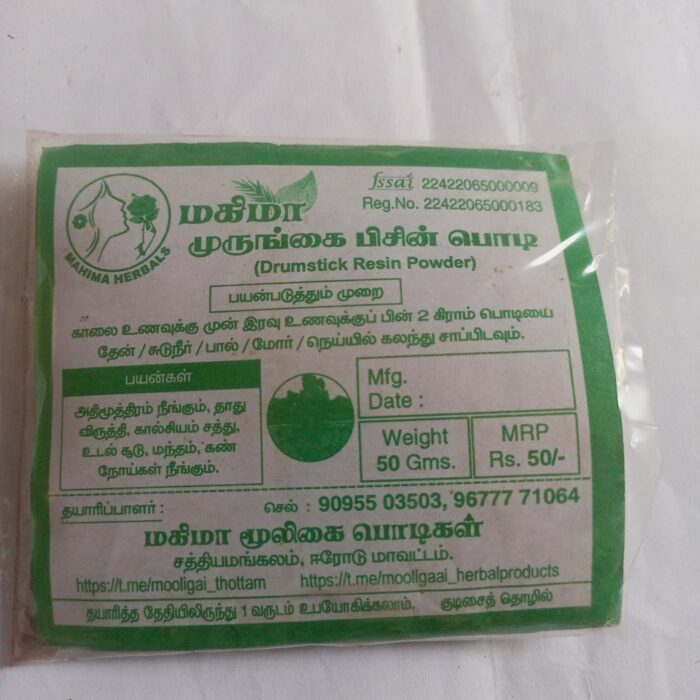 MAHIMA HERBALS
மகிமா
fssai 22422065000009
Reg.No. 22422065000183
முருங்கை பிசின் பொடி
(Drumstick Resin Powder)
பயன்படுத்தும் முறை
காலை உணவுக்கு முன் இரவு உணவுக்குப் பின் 2 கிராம் பொடியை
தேன் / சுடுநீர் / பால் / மோர் / நெய்யில் கலந்து சாப்பிடவும்.
பயன்கள்
அதிமூத்திரம் நீங்கும், தாது
விருத்தி, கால்சியம் சத்து,
உடல் சூடு, மந்தம், கண்
நோய்கள் நீங்கும்.
Mfg.
Date :
Weight
50 Gms.
MRP
Rs. 50/-
தயாரிப்பாளர் : செல் : 90955 03503, 96777 71064
மகிமா மூலிகை பொடிகள்
சத்தியமங்கலம், ஈரோடு மாவட்டம்.
https://t.me/mooligai_thottam https://t.me/mooligaai_herbalproducts
தயாரித்த தேதியிலிருந்து 1 வருடம் உபயோகிக்கலாம். குடிசைத் தொழில்